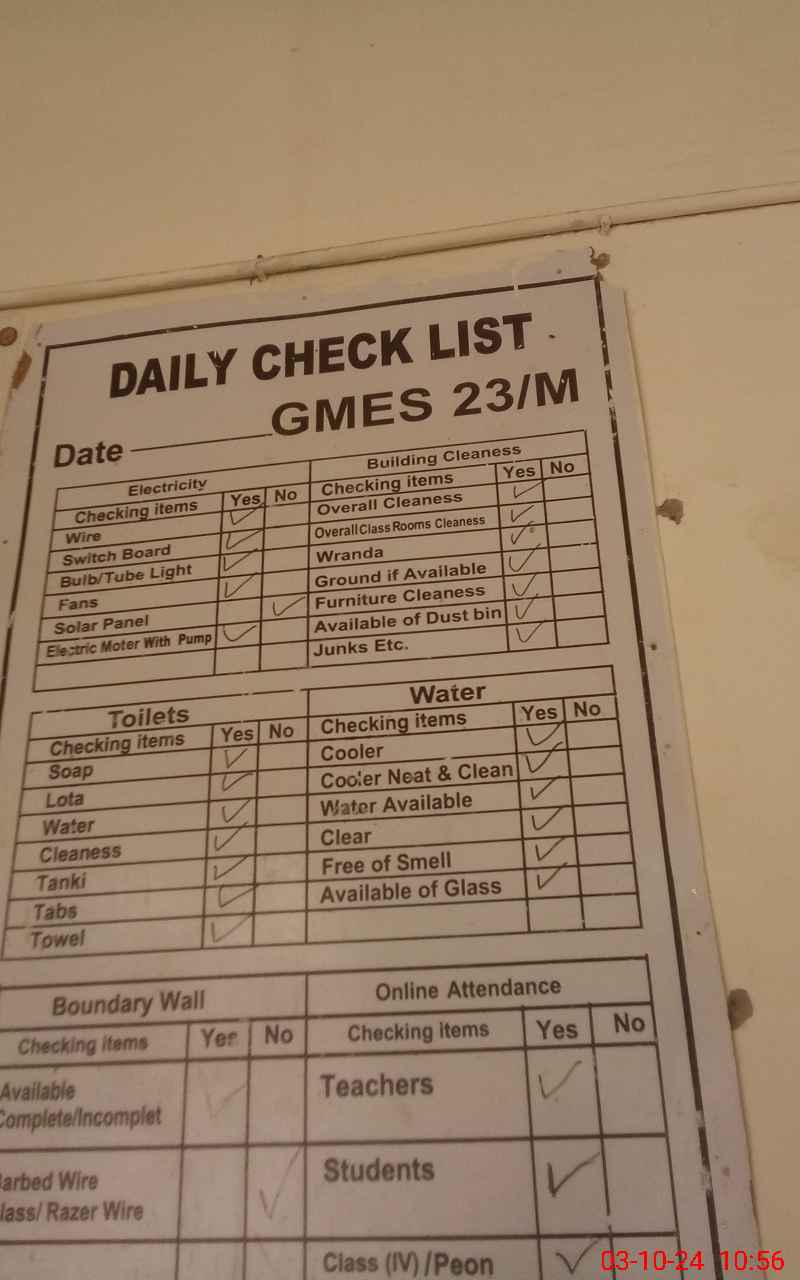 DAILY CHECK LIST
GMES 23/M
Date
Electricity
Checking items Yes No
Wire
Switch Board
Bulb/Tube Light
Fans
Solar Panel
Electric Moter With Pump
Building Cleaness
Checking items Yes No
Overall Cleaness
Overall Class Rooms Cleaness
Wranda
Ground if Available
Furniture Cleaness
Available of Dust bin
Junks Etc.
Toilets
Checking items Yes No
Soap
Lota
Water
Cleaness
Tanki
Tabs
Towel
Water
Checking items Yes No
Cooler
Cooler Neat & Clean
Water Available
Clear
Free of Smell
Available of Glass
Boundary Wall
Checking items Yes No
Available
Complete/Incomplet
arbed Wire
lass/ Razer Wire
Online Attendance
Checking items Yes No
Teachers
Students
Class (IV) /Peon
03-10-24 10:56